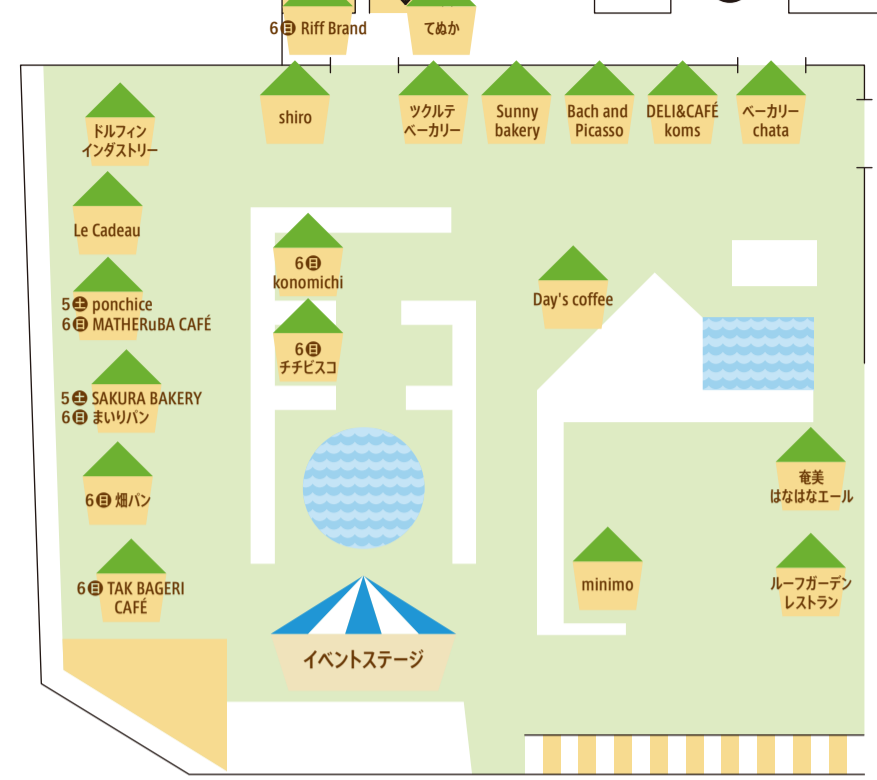 6日 Riff Brand
てぬか
shiro
ツクルテ
ベーカリー
Sunny
bakery
Bach and
Picasso
DELI&CAFÉ
koms
ベーカリー
chata
ドルフィン
インダストリー
Le Cadeau
5土 ponchice
6日 MATHERuBA CAFÉ
5土 SAKURA BAKERY
6日 まいりパン
6日 畑パン
6日 TAK BAGERI
CAFÉ
6日
konomichi
6日
チチビスコ
Day's coffee
奄美
はなはなエール
minimo
ルーフガーデン
レストラン
イベントステージ